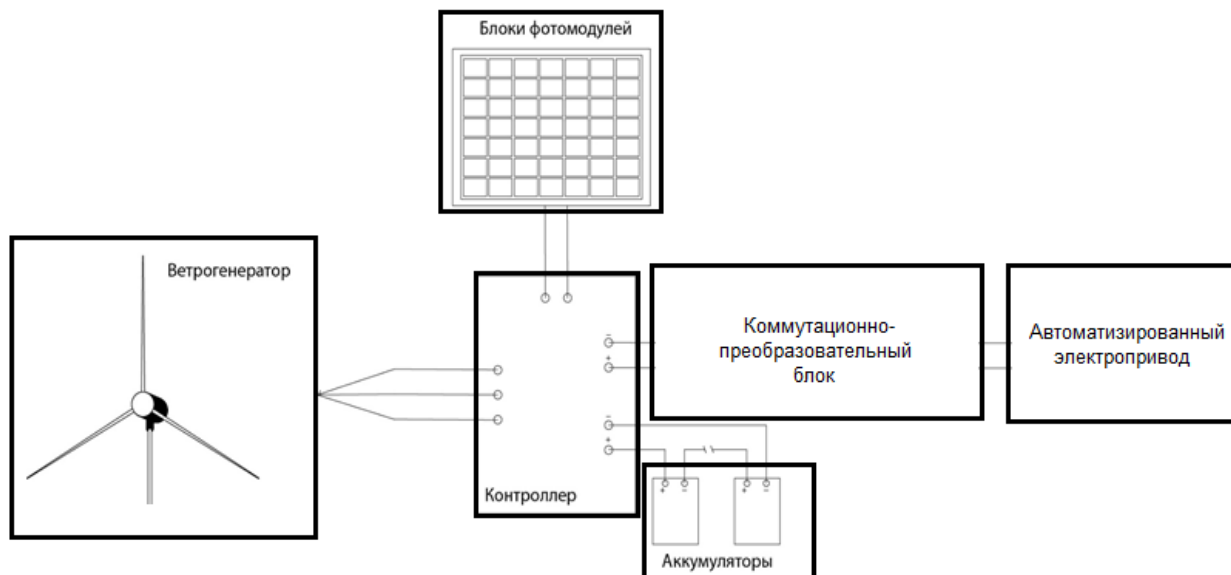 Блоки фотомодулей
Ветрогенератор
Коммутационно-
преобразовательный
блок
Автоматизированный
электропривод
−
+
−
+
Контроллер
+ − + −
Аккумуляторы